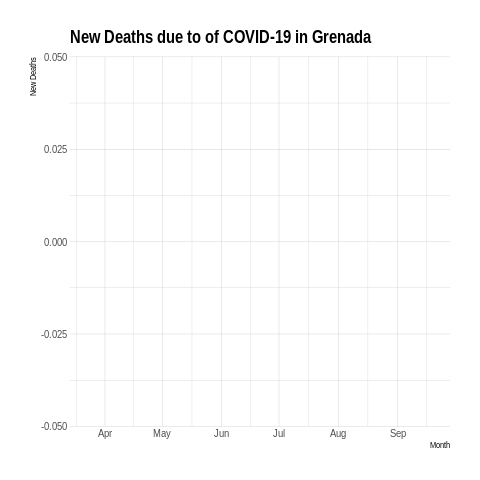 New Deaths due to of COVID-19 in Grenada
New Deaths
0.050
0.025
0.000
-0.025
-0.050
Apr May Jun Jul Aug Sep
Month